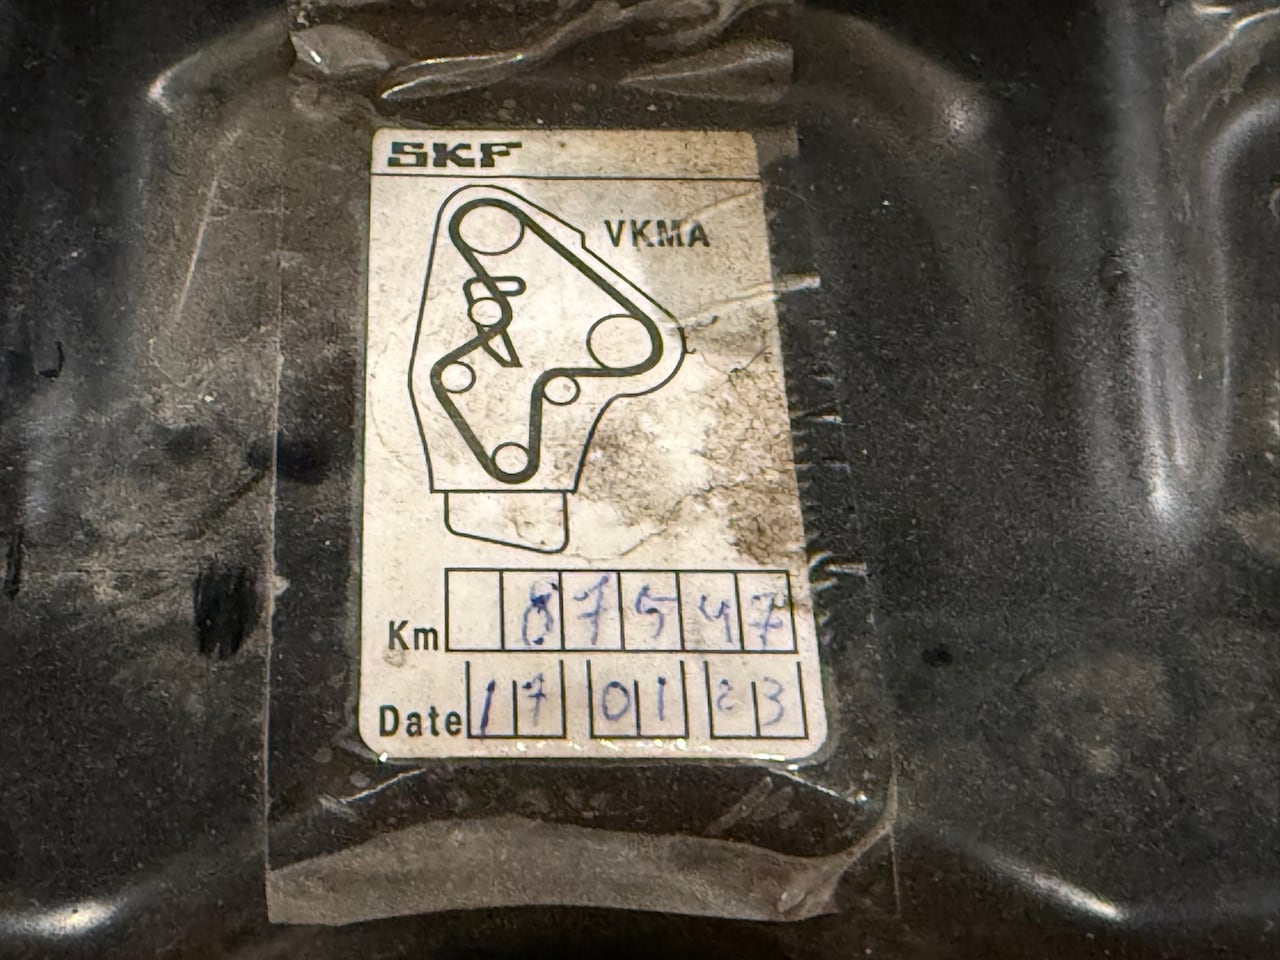 SKF
VKMA
Km 87547
Date 17 01 23